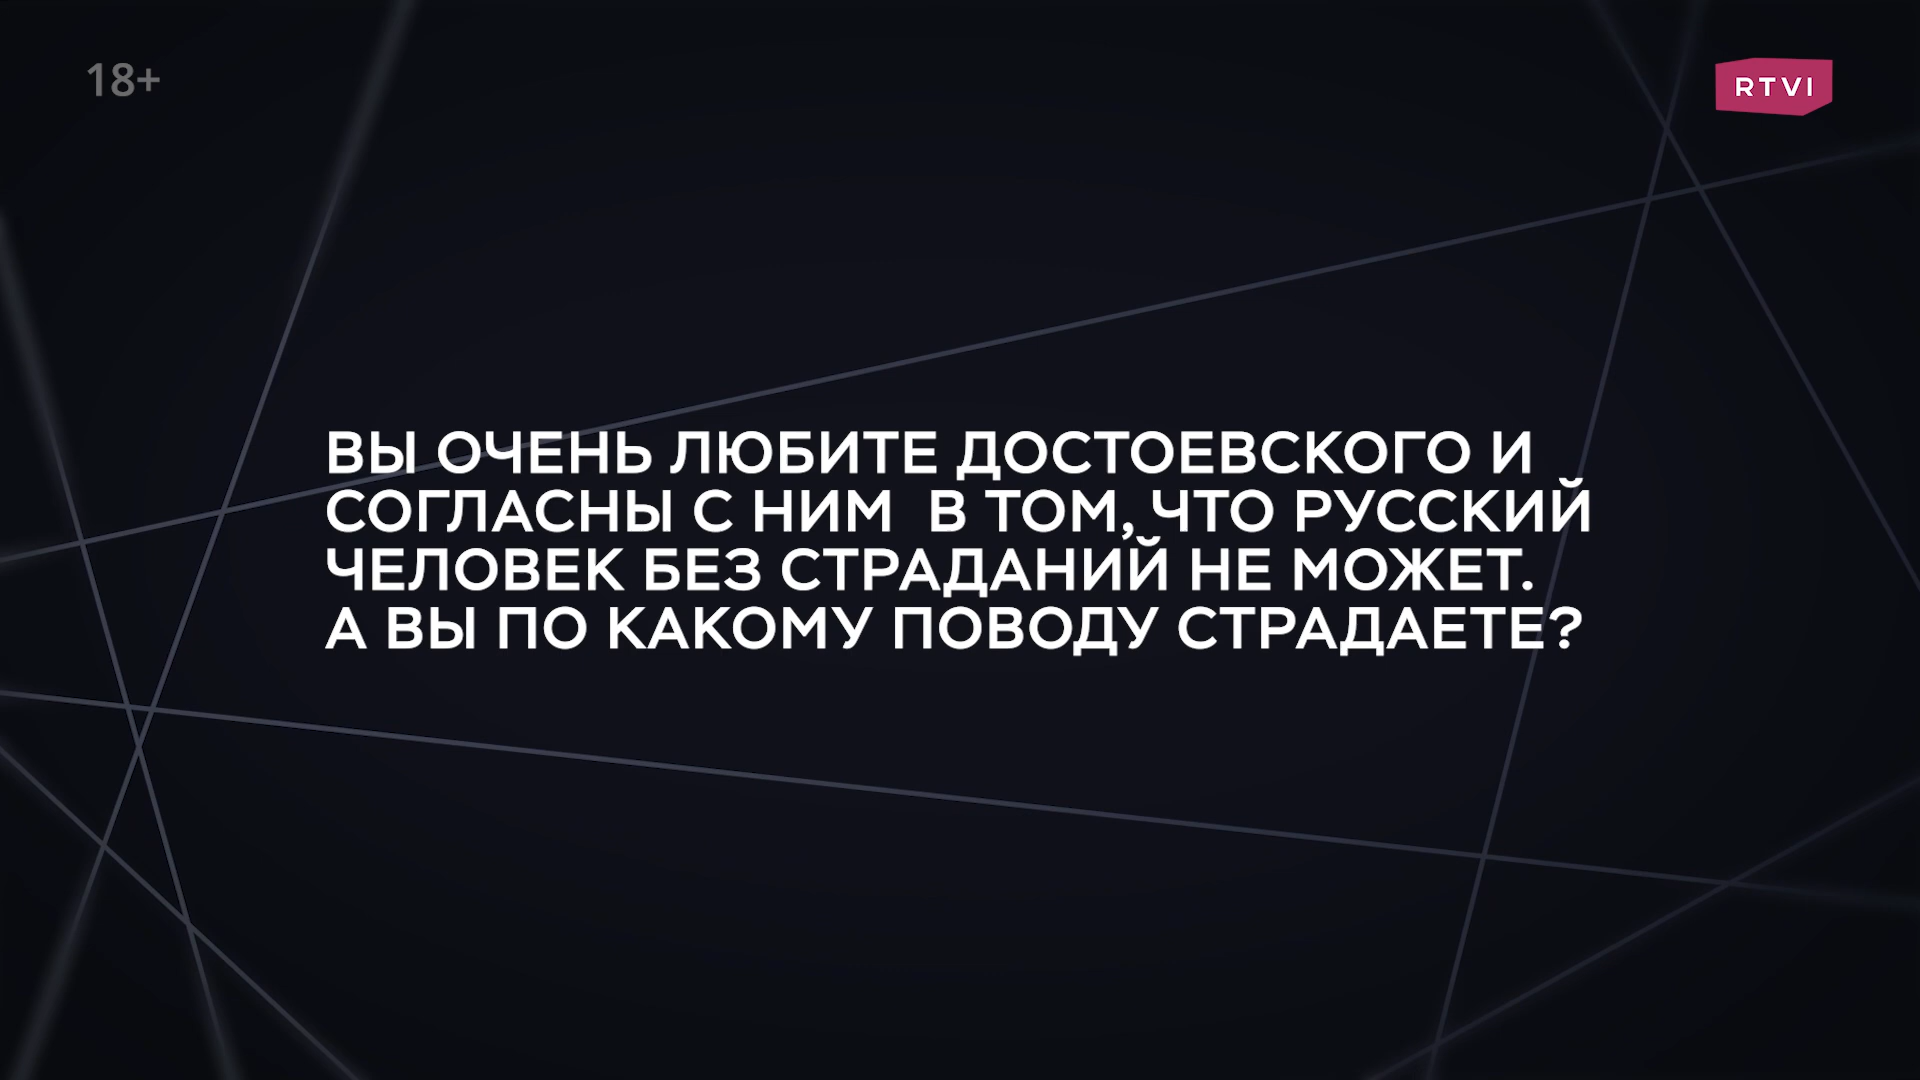 18+
RTVI
ВЫ ОЧЕНЬ ЛЮБИТЕ ДОСТОЕВСКОГО И
СОГЛАСНЫ С НИМ  В ТОМ, ЧТО РУССКИЙ
ЧЕЛОВЕК БЕЗ СТРАДАНИЙ НЕ МОЖЕТ.
А ВЫ ПО КАКОМУ ПОВОДУ СТРАДАЕТЕ?